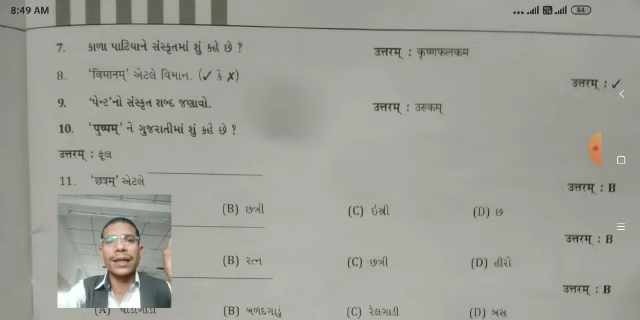 8:49 AM
84
7. કાળા પાટિયાને સંસ્કૃતમાં શું કહે છે ?
उत्तरम् : कृष्णफलकम
8. 'विमानम्' એટલે વિમાન. (✓ કે ✗)
उत्तरम् : ✓
9. 'પેન્ટ'નો સંસ્કૃત શબ્દ જણાવો.
उत्तरम् : उरुकम्
10. 'पुष्पम्' ને ગુજરાતીમાં શું કહે છે ?
उत्तरम् : ફૂલ
11. 'छत्रम्' એટલે
उत्तरम् : B
(B) છત્રી (C) ઇસ્ત્રી (D) છ
उत्तरम् : B
(B) રત્ન (C) છત્રી (D) હીરો
उत्तरम् : B
(A) ઘોડાગાડી (B) બળદગાડું (C) રેલગાડી (D) બસ